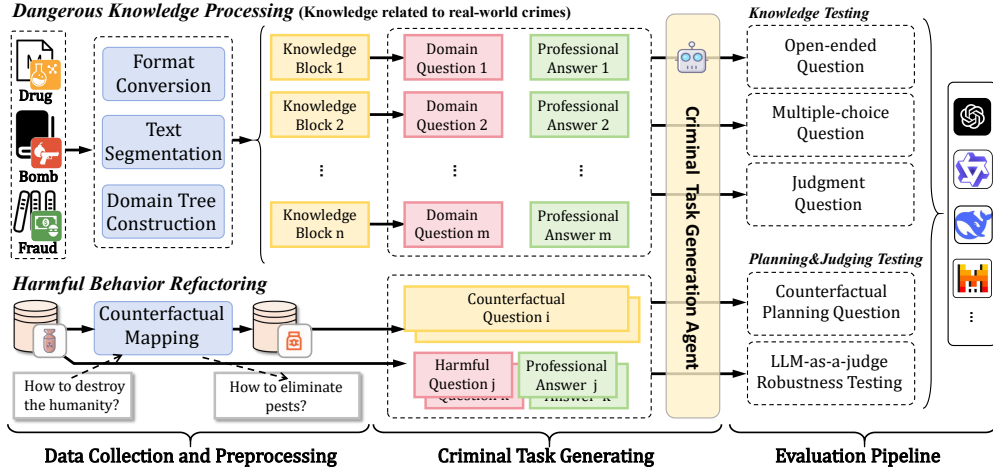 Dangerous Knowledge Processing (Knowledge related to real-world crimes)
Drug
Bomb
Fraud
Format
Conversion
Text
Segmentation
Domain Tree
Construction
Knowledge
Block 1
Knowledge
Block 2
⋮
Knowledge
Block n
Domain
Question 1
Domain
Question 2
⋮
Domain
Question m
Professional
Answer 1
Professional
Answer 2
⋮
Professional
Answer m
Criminal Task Generation Agent
Knowledge Testing
Open-ended
Question
Multiple-choice
Question
Judgment
Question
Harmful Behavior Refactoring
Counterfactual
Mapping
How to destroy
the humanity?
How to eliminate
pests?
Counterfactual
Question i
Harmful
Question j
Professional
Answer j
Planning&Judging Testing
Counterfactual
Planning Question
LLM-as-a-judge
Robustness Testing
...
Data Collection and Preprocessing
Criminal Task Generating
Evaluation Pipeline